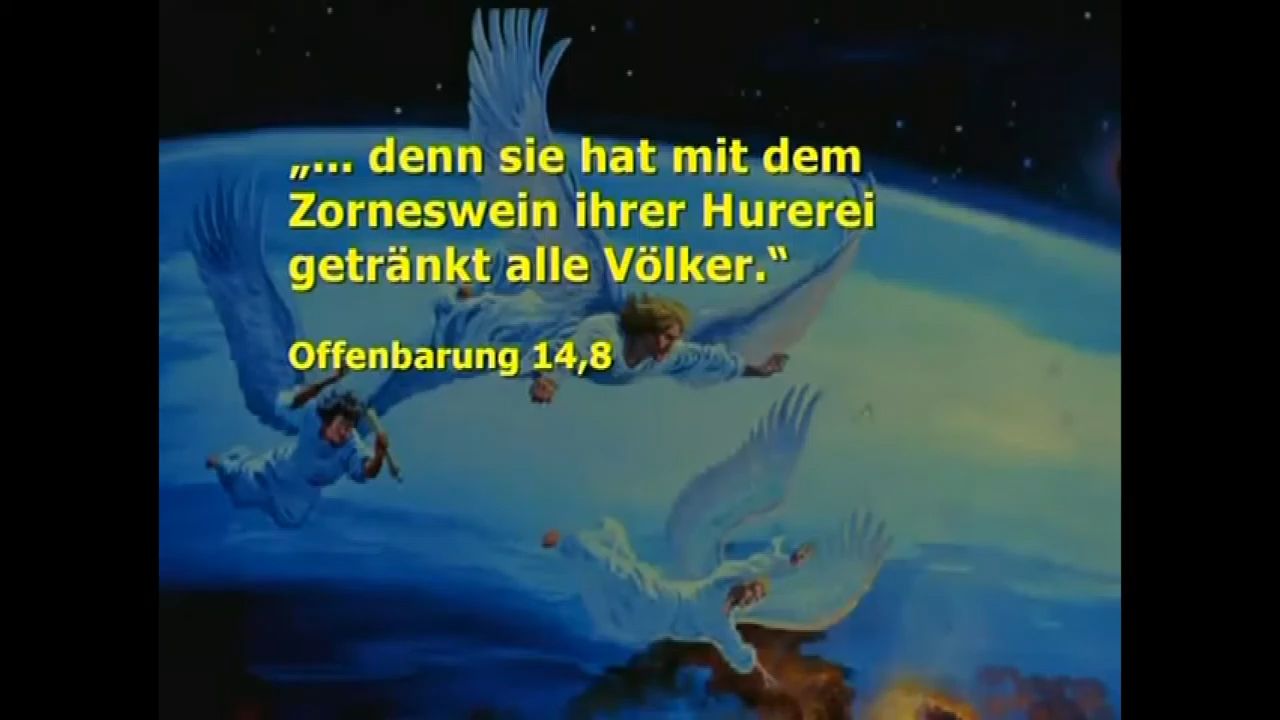 „... denn sie hat mit dem
Zorneswein ihrer Hurerei
getränkt alle Völker.“
Offenbarung 14,8